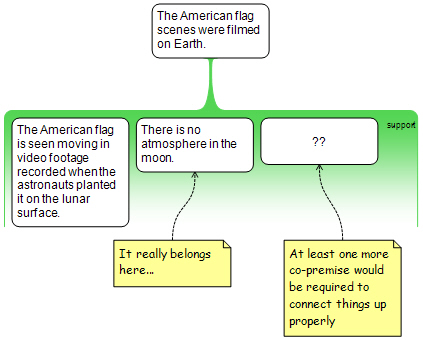 The American flag
scenes were filmed
on Earth.
support
The American flag
is seen moving in
video footage
recorded when the
astronauts planted
it on the lunar
surface.
There is no
atmosphere in the
moon.
??
It really belongs
here...
At least one more
co-premise would
be required to
connect things up
properly